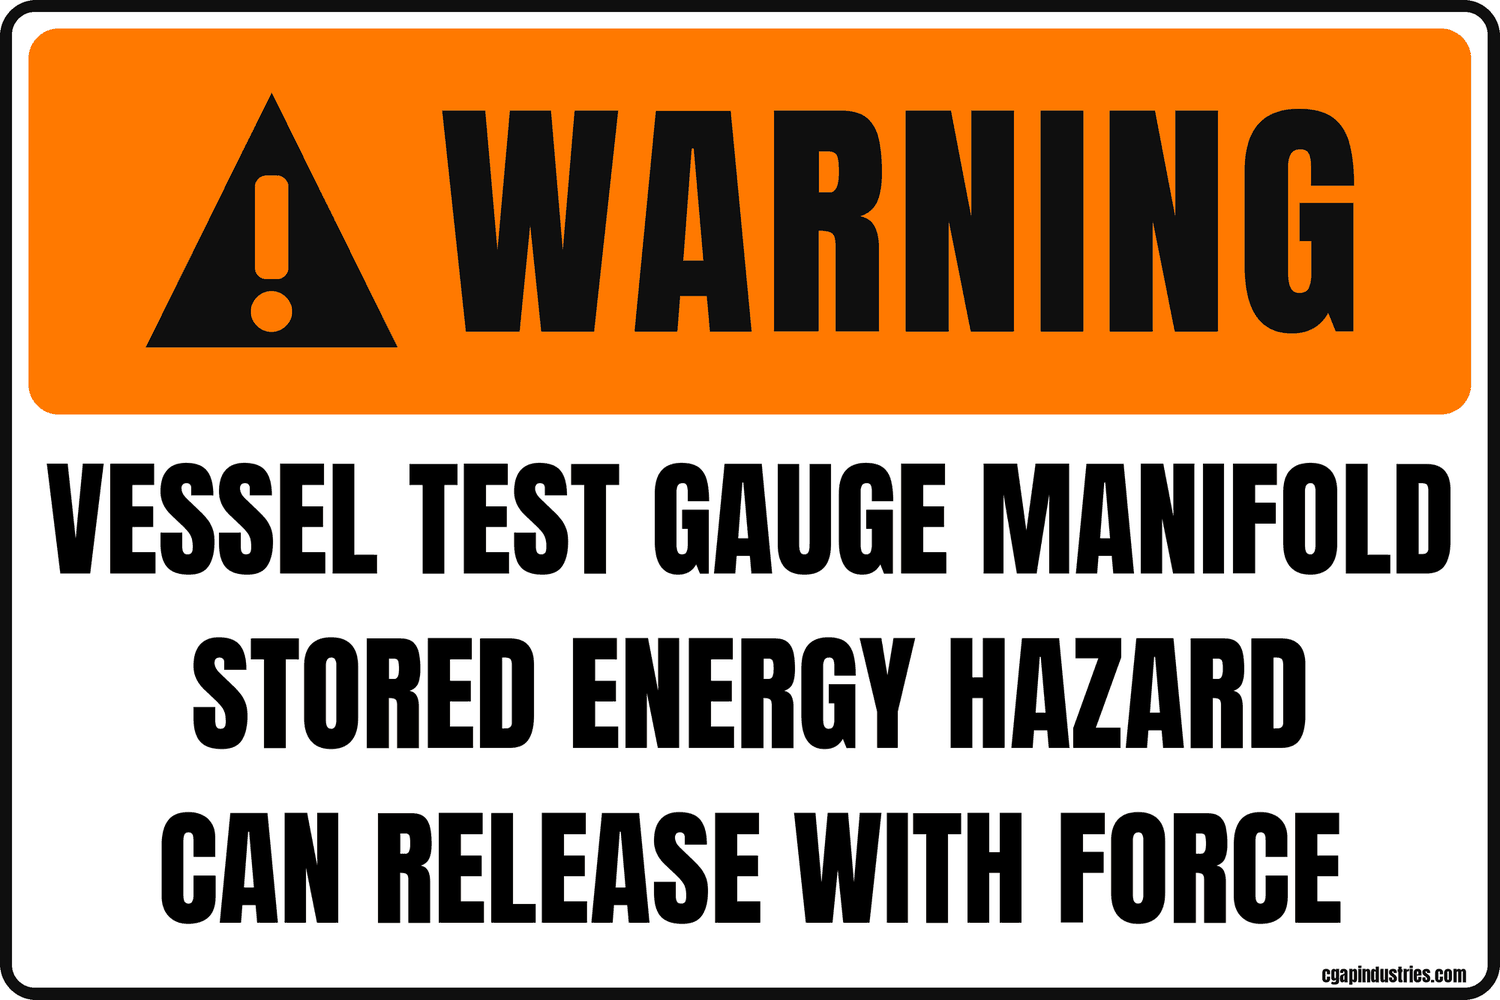 WARNING
VESSEL TEST GAUGE MANIFOLD
STORED ENERGY HAZARD
CAN RELEASE WITH FORCE
cgapindustries.com